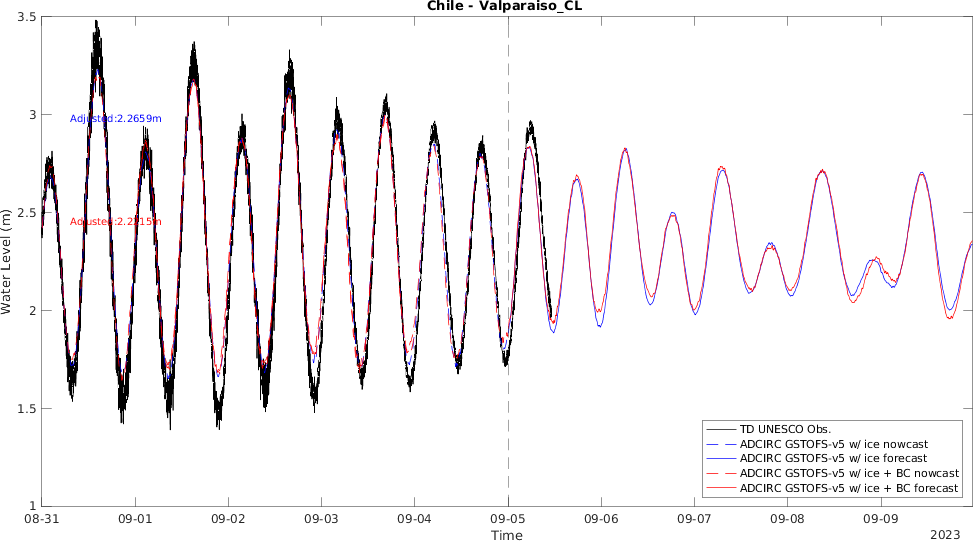 Chile - Valparaiso_CL
3.5
3
2.5
2
1.5
1
Water Level (m)
Adjusted:2.2659m
Adjusted:2.2215m
TD UNESCO Obs.
ADCIRC GSTOFS-v5 w/ ice nowcast
ADCIRC GSTOFS-v5 w/ ice forecast
ADCIRC GSTOFS-v5 w/ ice + BC nowcast
ADCIRC GSTOFS-v5 w/ ice + BC forecast
08-31 09-01 09-02 09-03 09-04 09-05 09-06 09-07 09-08 09-09
Time
2023